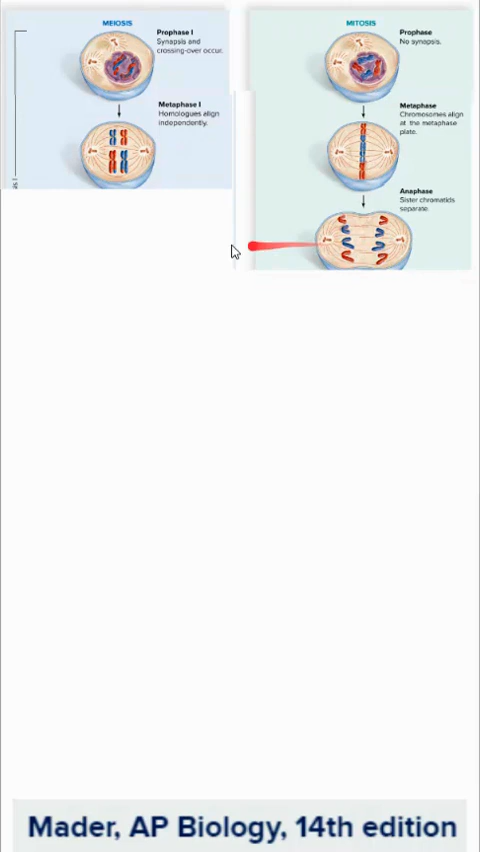 MEIOSIS
Prophase I
Synapsis and
crossing-over occur.
Metaphase I
Homologues align
independently.
MITOSIS
Prophase
No synapsis.
Metaphase
Chromosomes align
at the metaphase
plate.
Anaphase
Sister chromatids
separate.
Mader, AP Biology, 14th edition